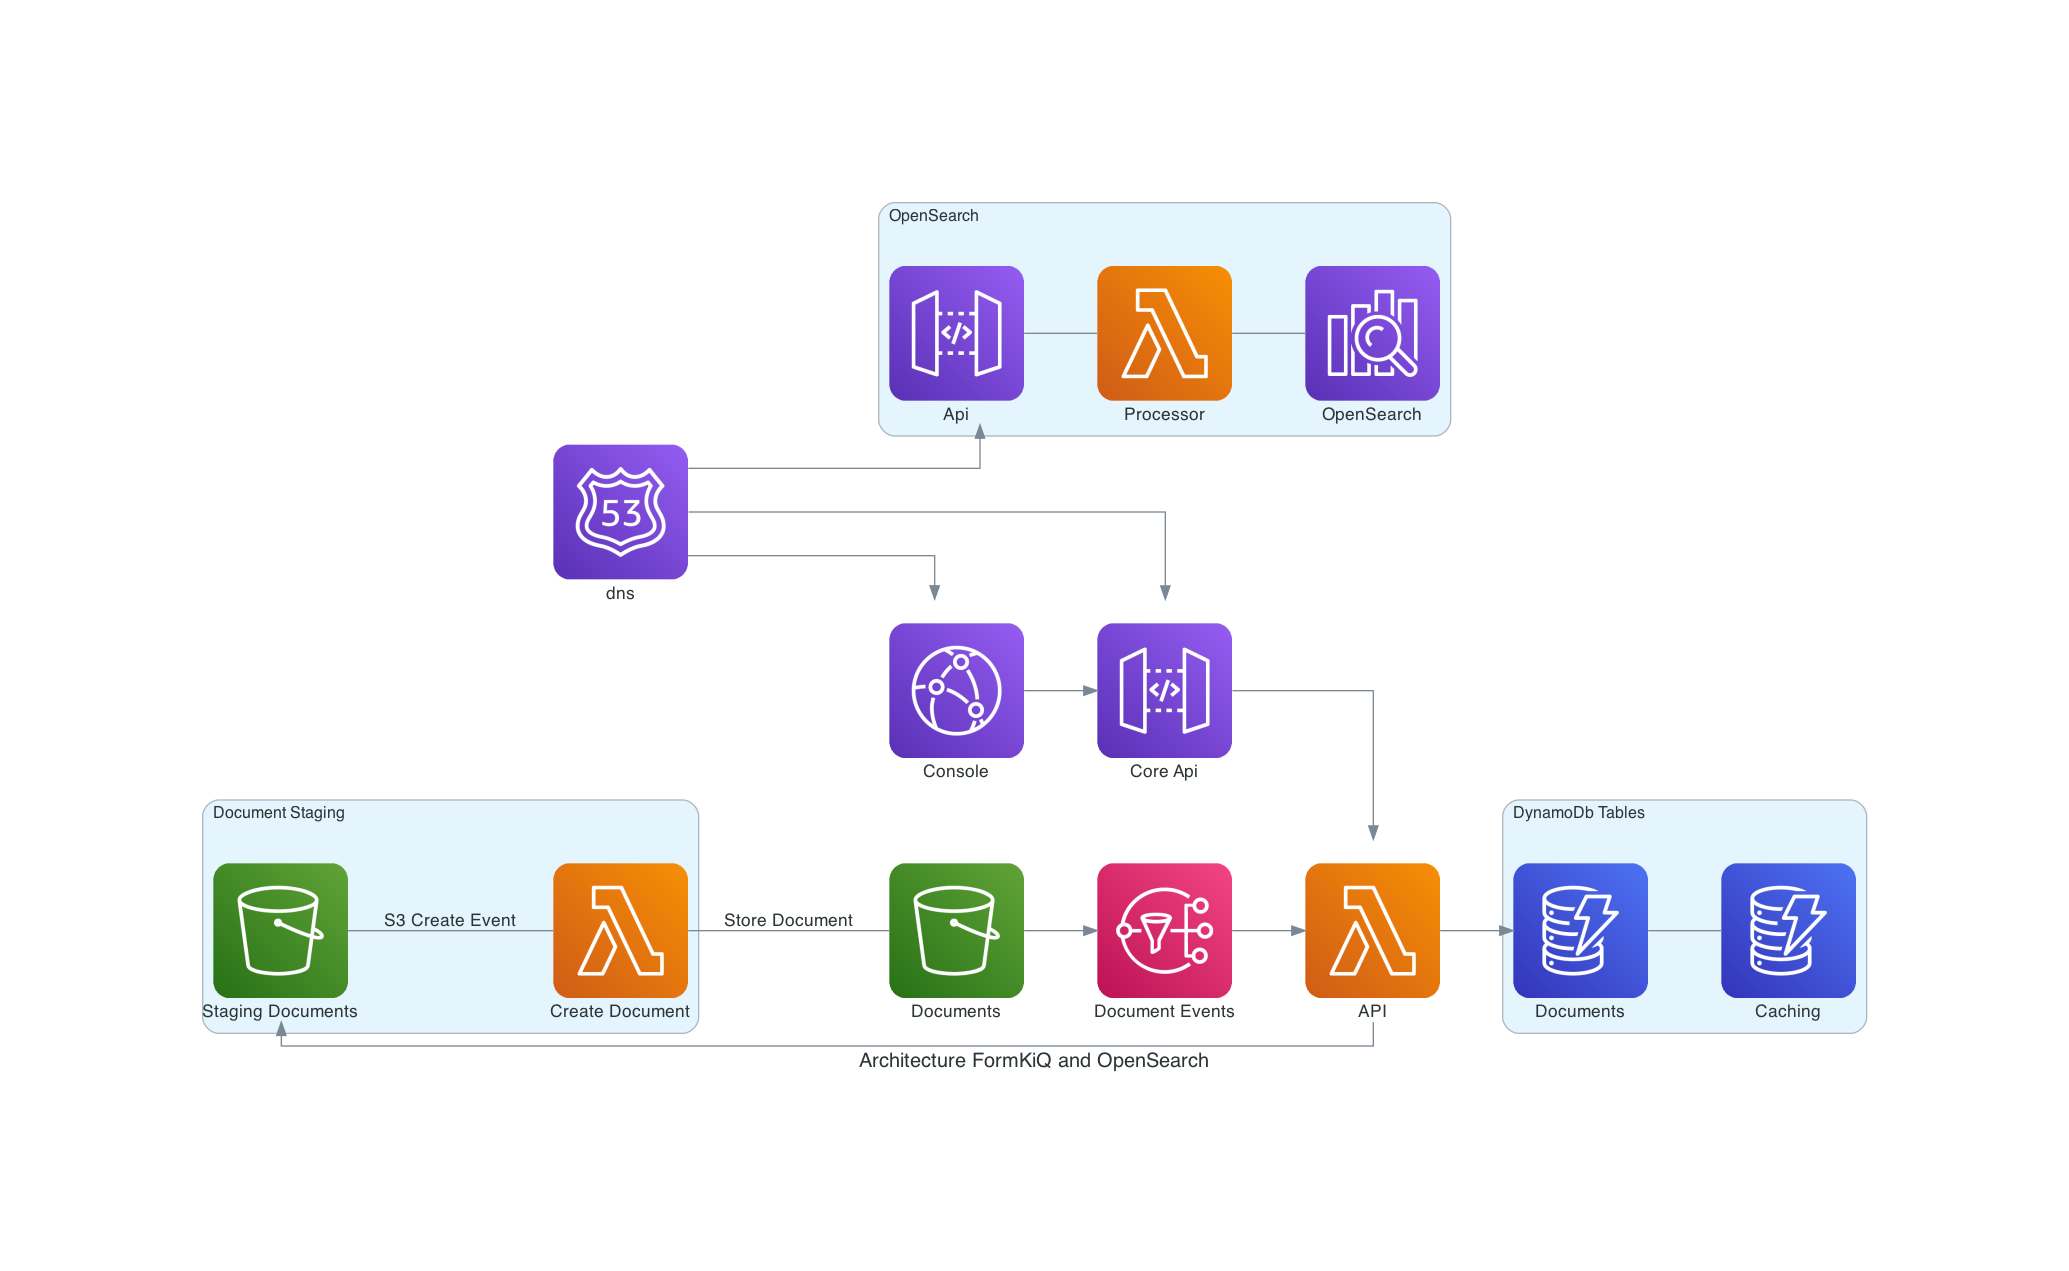 OpenSearch
Api
Processor
OpenSearch
53
dns
Console
Core Api
Document Staging
DynamoDb Tables
S3 Create Event
Store Document
Staging Documents
Create Document
Documents
Document Events
API
Documents
Caching
Architecture FormKiQ and OpenSearch